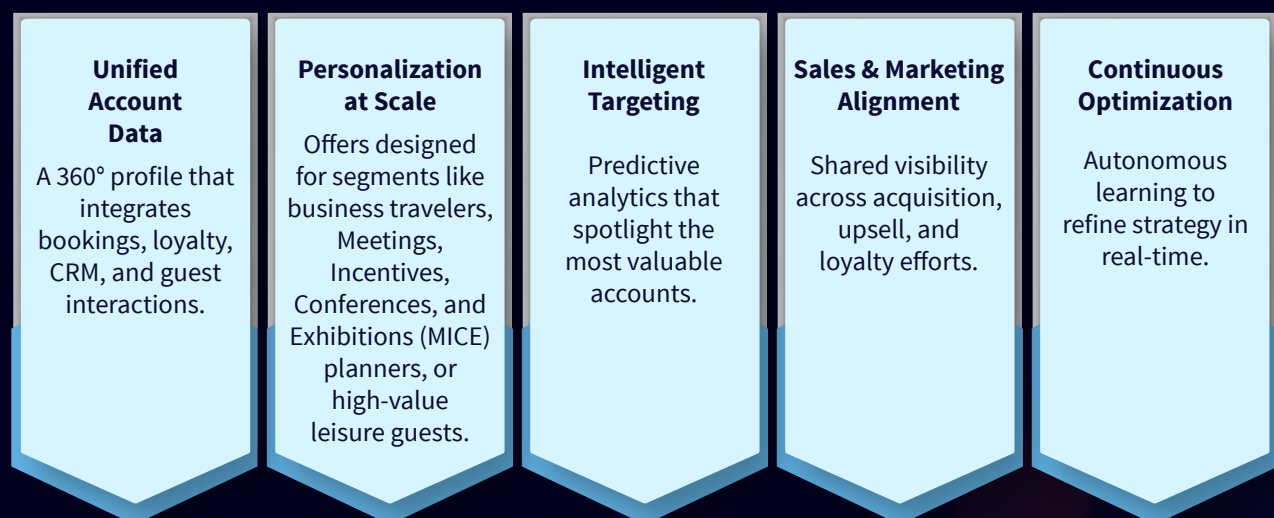 Unified
Account
Data
A 360° profile that
integrates
bookings, loyalty,
CRM, and guest
interactions.
Personalization
at Scale
Offers designed
for segments like
business travelers,
Meetings,
Incentives,
Conferences, and
Exhibitions (MICE)
planners, or
high-value
leisure guests.
Intelligent
Targeting
Predictive
analytics that
spotlight the
most valuable
accounts.
Sales & Marketing
Alignment
Shared visibility
across acquisition,
upsell, and
loyalty efforts.
Continuous
Optimization
Autonomous
learning to
refine strategy in
real-time.